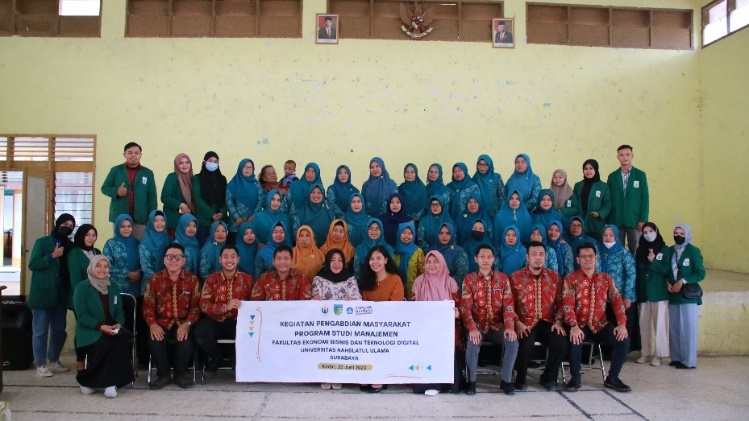 KEGIATAN PENGABDIAN MASYARAKAT
PROGRAM STUDI MANAJEMEN
FAKULTAS EKONOMI BISNIS DAN TEKNOLOGI DIGITAL
UNIVERSITAS NAHDLATUL ULAMA
SURABAYA